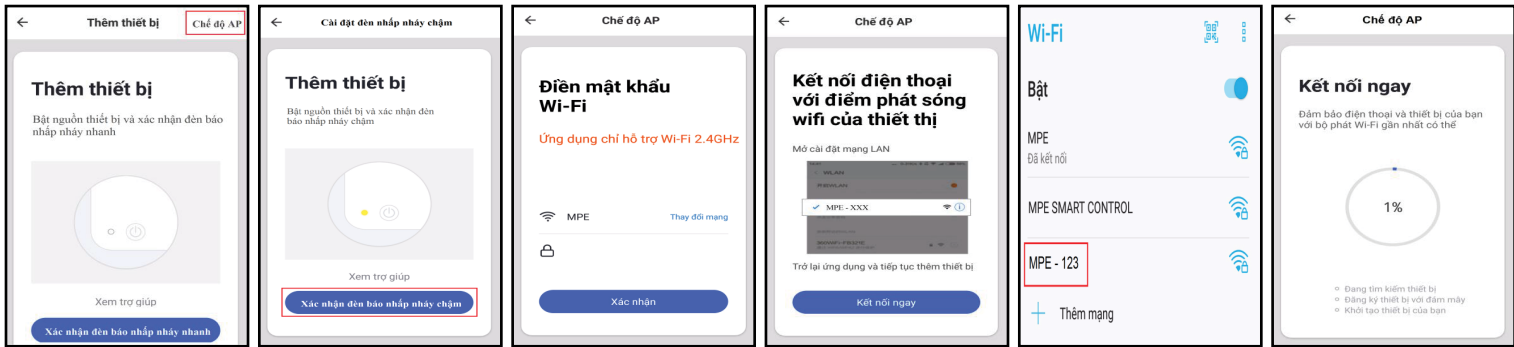 Thêm thiết bị
Chế độ AP
Thêm thiết bị
Bật nguồn thiết bị và xác nhận đèn báo
nhấp nháy nhanh
Xem trợ giúp
Xác nhận đèn báo nhấp nháy nhanh
Cài đặt đèn nhấp nháy chậm
Thêm thiết bị
Bật nguồn thiết bị và xác nhận đèn
báo nhấp nháy chậm
Xem trợ giúp
Xác nhận đèn báo nhấp nháy chậm
Chế độ AP
Điền mật khẩu
Wi-Fi
Ứng dụng chỉ hỗ trợ Wi-Fi 2.4GHz
MPE
Thay đổi mạng
Xác nhận
Chế độ AP
Kết nối điện thoại
với điểm phát sóng
wifi của thiết thị
Mở cài đặt mạng LAN
WLAN
MPE - XXX
Trở lại ứng dụng và tiếp tục thêm thiết bị
Kết nối ngay
Wi-Fi
Bật
MPE
Đã kết nối
MPE SMART CONTROL
MPE - 123
Thêm mạng
Chế độ AP
Kết nối ngay
Đảm bảo điện thoại và thiết bị của bạn
với bộ phát Wi-Fi gần nhất có thể
1%
Đang tìm kiếm thiết bị
Đăng ký thiết bị với đám mây
Khởi tạo thiết bị của bạn